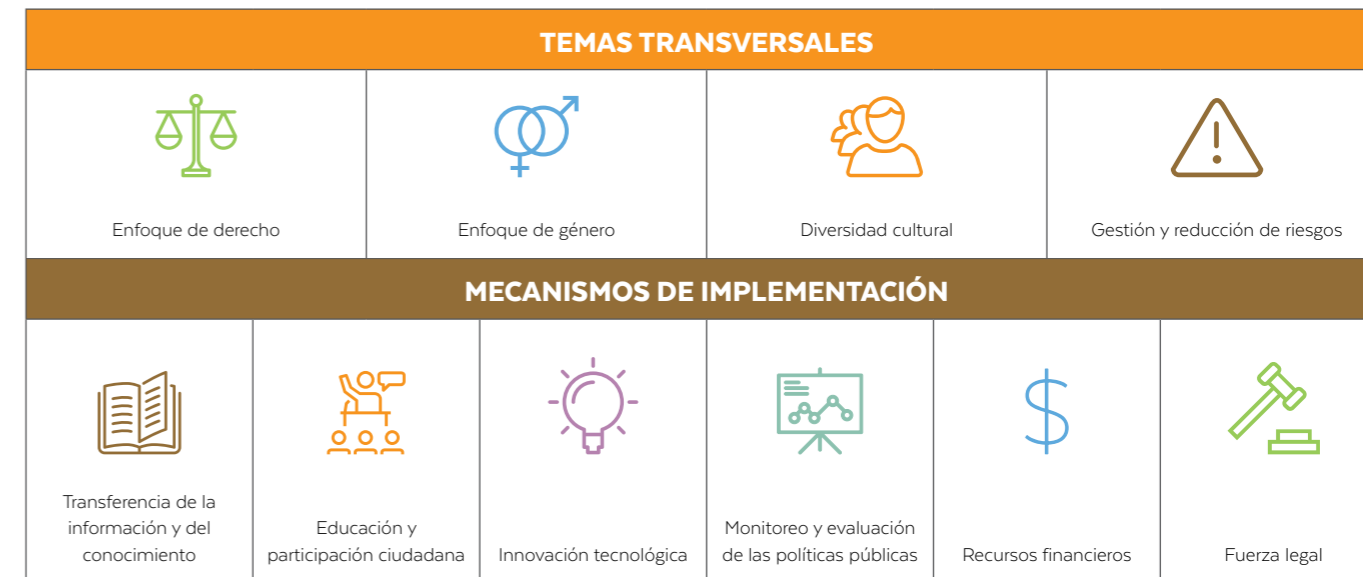 TEMAS TRANSVERSALES
Enfoque de derecho
Enfoque de género
Diversidad cultural
Gestión y reducción de riesgos
MECANISMOS DE IMPLEMENTACIÓN
Transferencia de la
información y del
conocimiento
Educación y
participación ciudadana
Innovación tecnológica
Monitoreo y evaluación
de las políticas públicas
Recursos financieros
Fuerza legal